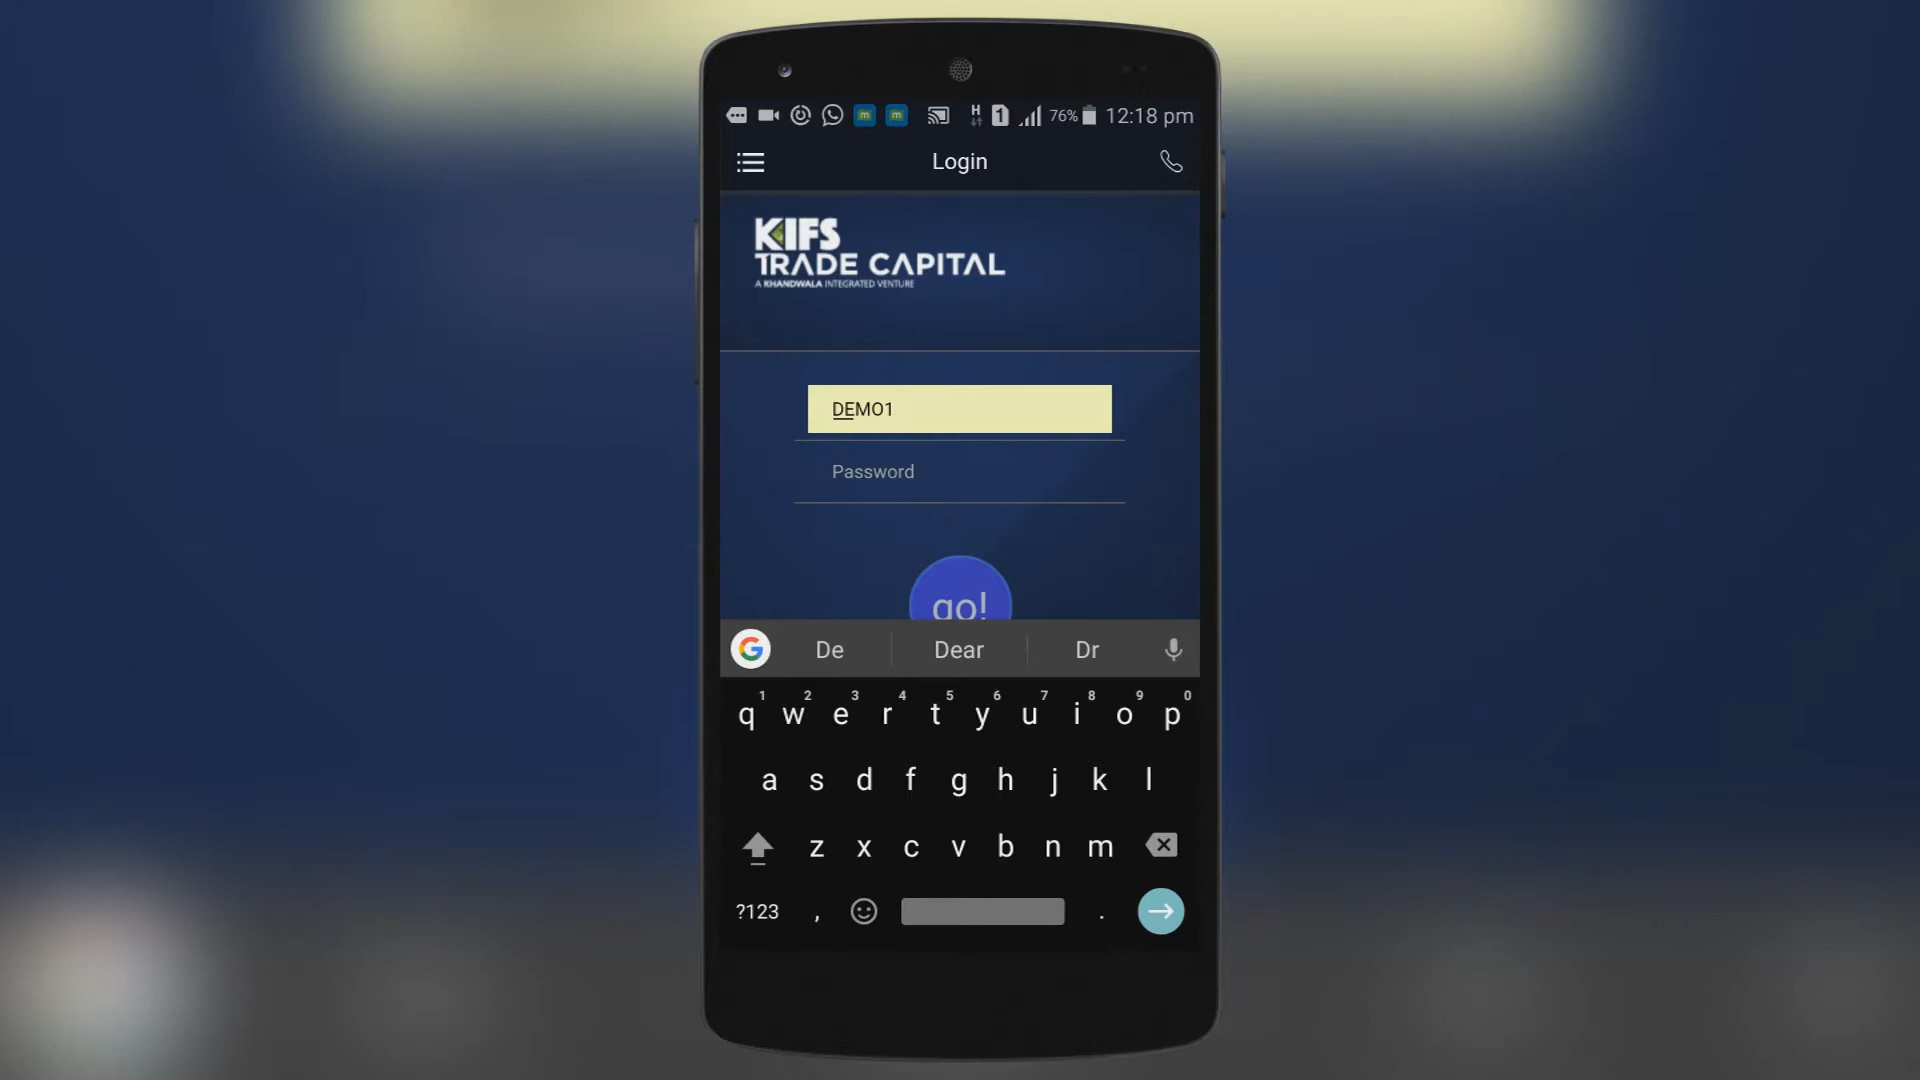 H 1 76% 12:18 pm
Login
KIFS
TRADE CAPITAL
A KHANDWALA INTEGRATED VENTURE
DEMO1
Password
go!
G De Dear Dr
1 2 3 4 5 6 7 8 9 0
q w e r t y u i o p
a s d f g h j k l
z x c v b n m
?123 , .